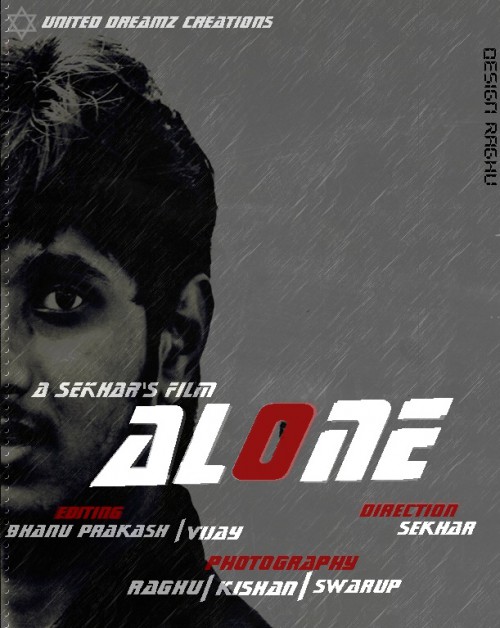 UNITED DREAMZ CREATIONS
DESIGN RAGHU
A SEKHAR'S FILM
ALONE
EDITING
BHANU PRAKASH / VIJAY
DIRECTION
SEKHAR
PHOTOGRAPHY
RAGHU / KISHAN / SWARUP